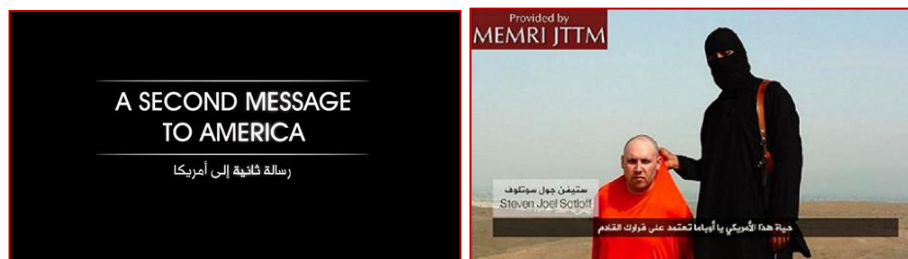 A SECOND MESSAGE
TO AMERICA
رسالة ثانية إلى أمريكا
Provided by
MEMRI JTTM
ستيفن جول سوتلوف
Steven Joel Sotloff
حياة هذا الأمريكي يا أوباما تعتمد على قرارك القادم